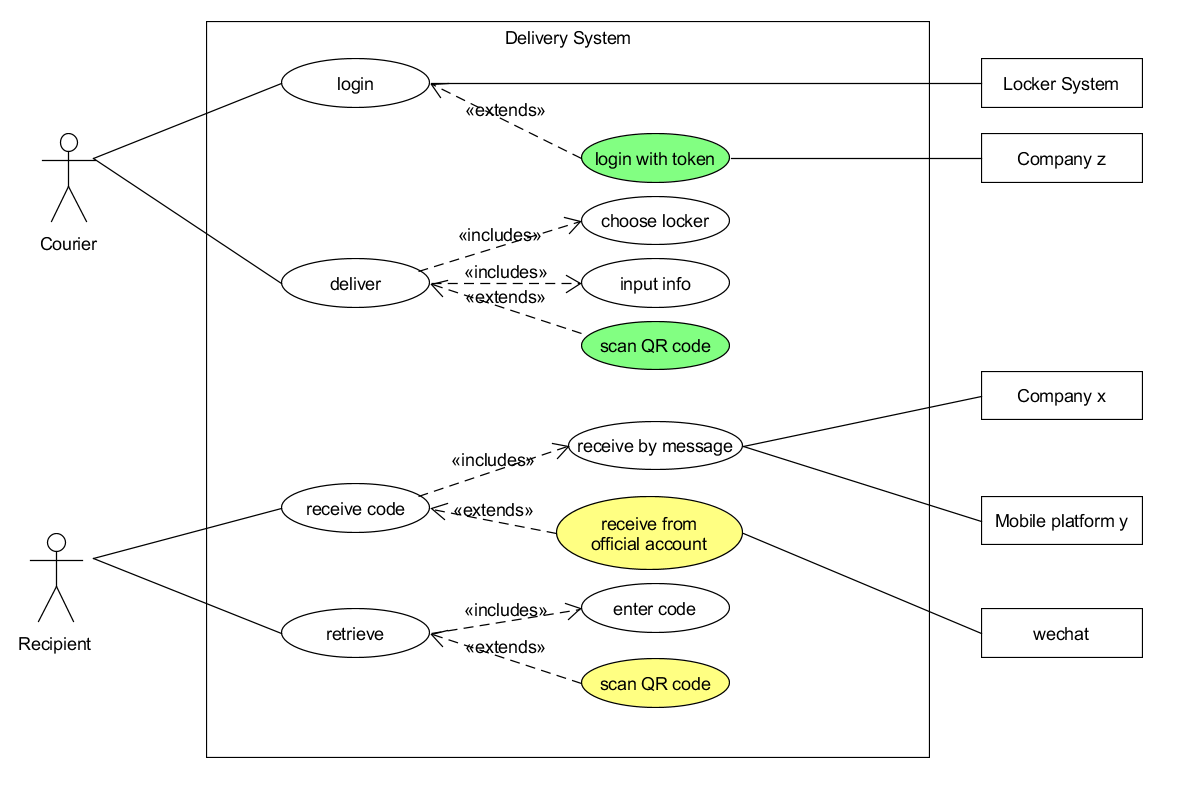 Delivery System
login
Locker System
«extends»
login with token
Company z
choose locker
«includes»
Courier
«includes»
deliver
input info
«extends»
scan QR code
Company x
receive by message
«includes»
receive code
«extends»
receive from
official account
Mobile platform y
«includes»
enter code
retrieve
wechat
Recipient
«extends»
scan QR code